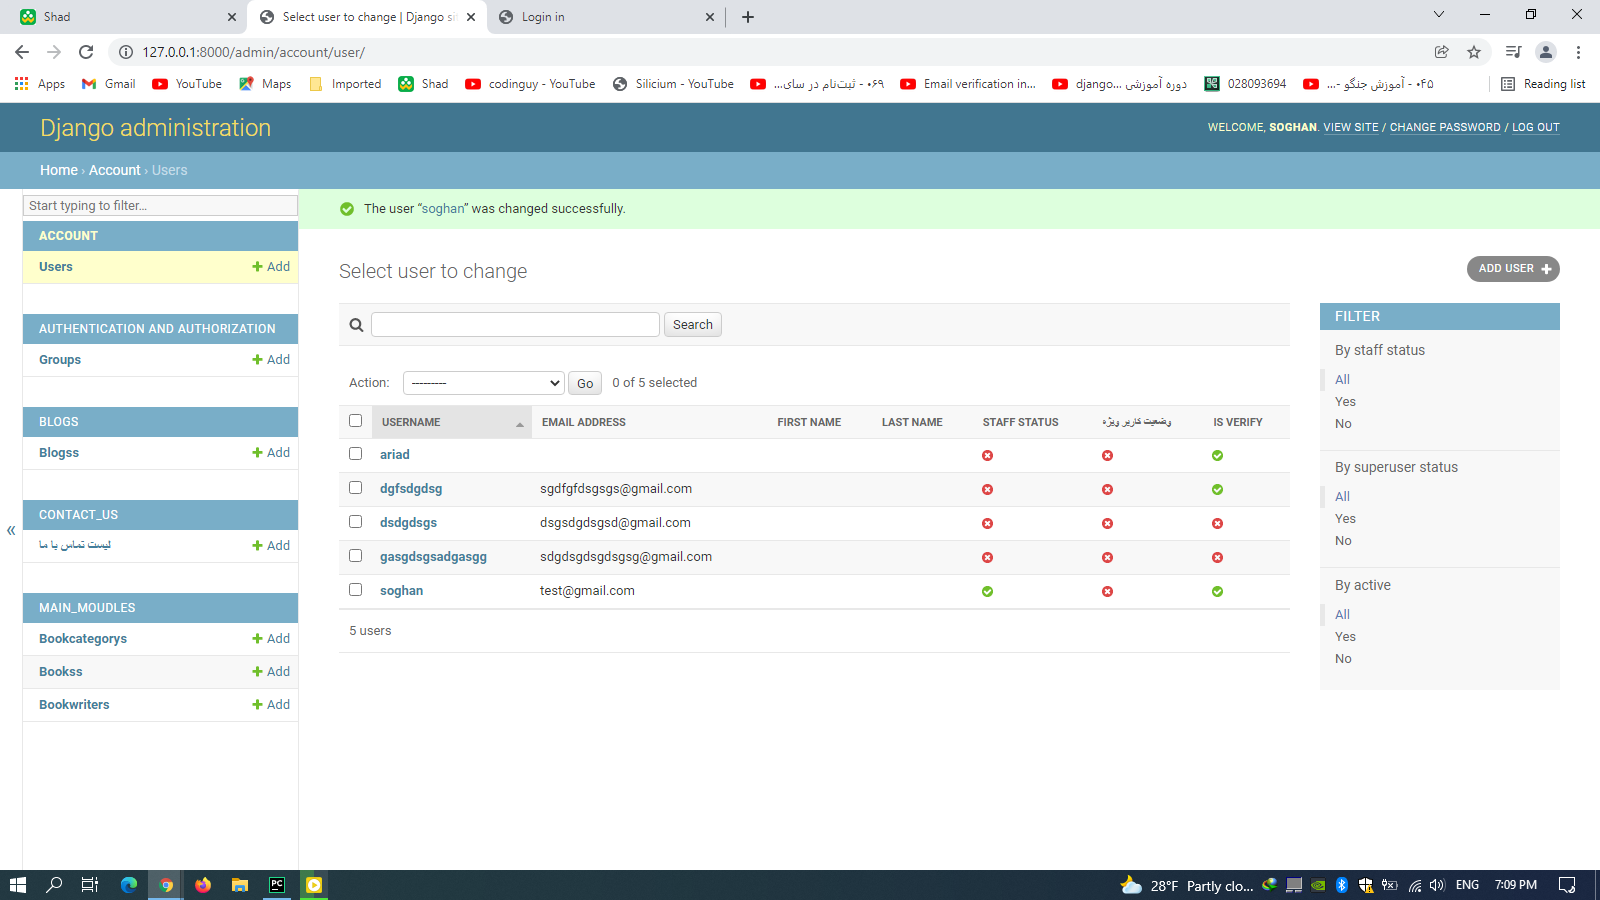 Shad
Select user to change | Django si
Login in
127.0.0.1:8000/admin/account/user/
Apps
Gmail
YouTube
Maps
Imported
Shad
codinguy - YouTube
Silicium - YouTube
۰۶۹ - ثبت‌نام در سای...
Email verification in...
دوره آموزشی django...
028093694
۰۴۵ - آموزش جنگو -...
Reading list
Django administration
WELCOME, SOGHAN. VIEW SITE / CHANGE PASSWORD / LOG OUT
Home › Account › Users
Start typing to filter...
The user “soghan” was changed successfully.
ACCOUNT
Users
Add
AUTHENTICATION AND AUTHORIZATION
Groups
Add
BLOGS
Blogss
Add
CONTACT_US
لیست تماس با ما
Add
MAIN_MOUDLES
Bookcategorys
Add
Bookss
Add
Bookwriters
Add
«
Select user to change
ADD USER
Search
Action:
---------
Go
0 of 5 selected
USERNAME EMAIL ADDRESS FIRST NAME LAST NAME STAFF STATUS وضعیت کاربر ویژه IS VERIFY
ariad
dgfsdgdsg sgdfgfdsgsgs@gmail.com
dsdgdsgs dsgsdgdsgsd@gmail.com
gasgdsgsadgasgg sdgdsgdsgdsgsg@gmail.com
soghan test@gmail.com
5 users
FILTER
By staff status
All
Yes
No
By superuser status
All
Yes
No
By active
All
Yes
No
PC
28°F Partly clo...
ENG
7:09 PM